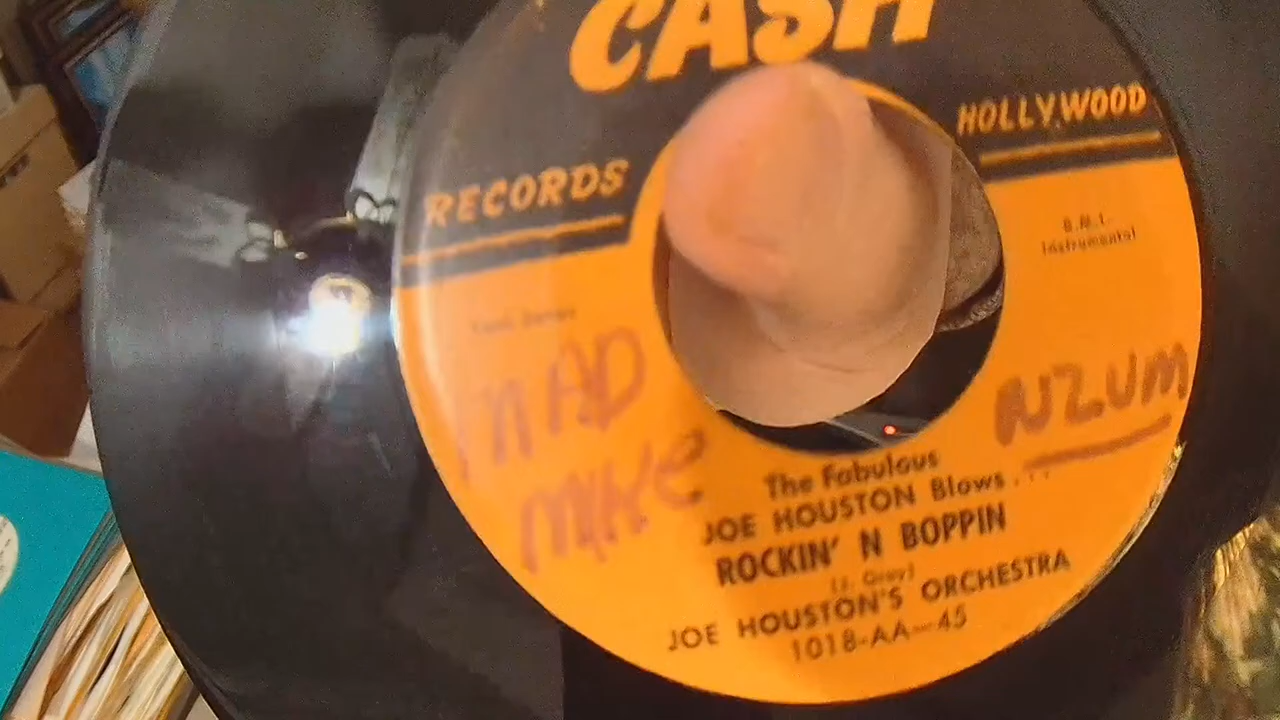 CASH
RECORDS
HOLLYWOOD
B.M.I.
Instrumental
MAD
MIKE
The Fabulous
JOE HOUSTON Blows...
ROCKIN' N BOPPIN
(J. Gray)
JOE HOUSTON'S ORCHESTRA
1018-AA-45